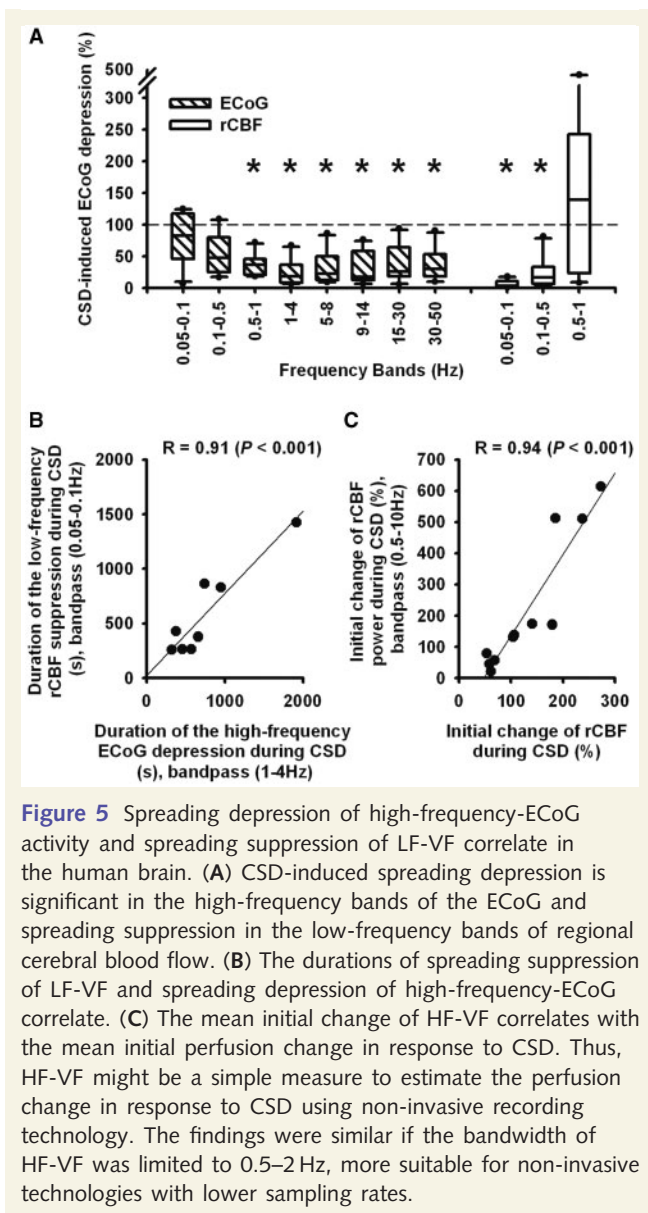 A
CSD-induced ECoG depression (%)
500
300
250
200
150
100
50
0
ECoG
rCBF
* * * * * * * *
0.05-0.1
0.1-0.5
0.5-1
1-4
5-8
9-14
15-30
30-50
0.05-0.1
0.1-0.5
0.5-1
Frequency Bands (Hz)
B
R = 0.91 (P < 0.001)
Duration of the low-frequency
rCBF suppression during CSD
(s), bandpass (0.05-0.1Hz)
2000
1500
1000
500
0
0 1000 2000
Duration of the high-frequency
ECoG depression during CSD
(s), bandpass (1-4Hz)
C
R = 0.94 (P < 0.001)
Initial change of rCBF
power during CSD (%),
bandpass (0.5-10Hz)
700
600
500
400
300
200
100
0
0 100 200 300
Initial change of rCBF
during CSD (%)
Figure 5 Spreading depression of high-frequency-ECoG
activity and spreading suppression of LF-VF correlate in
the human brain. (A) CSD-induced spreading depression is
significant in the high-frequency bands of the ECoG and
spreading suppression in the low-frequency bands of regional
cerebral blood flow. (B) The durations of spreading suppression
of LF-VF and spreading depression of high-frequency-ECoG
correlate. (C) The mean initial change of HF-VF correlates with
the mean initial perfusion change in response to CSD. Thus,
HF-VF might be a simple measure to estimate the perfusion
change in response to CSD using non-invasive recording
technology. The findings were similar if the bandwidth of
HF-VF was limited to 0.5–2 Hz, more suitable for non-invasive
technologies with lower sampling rates.